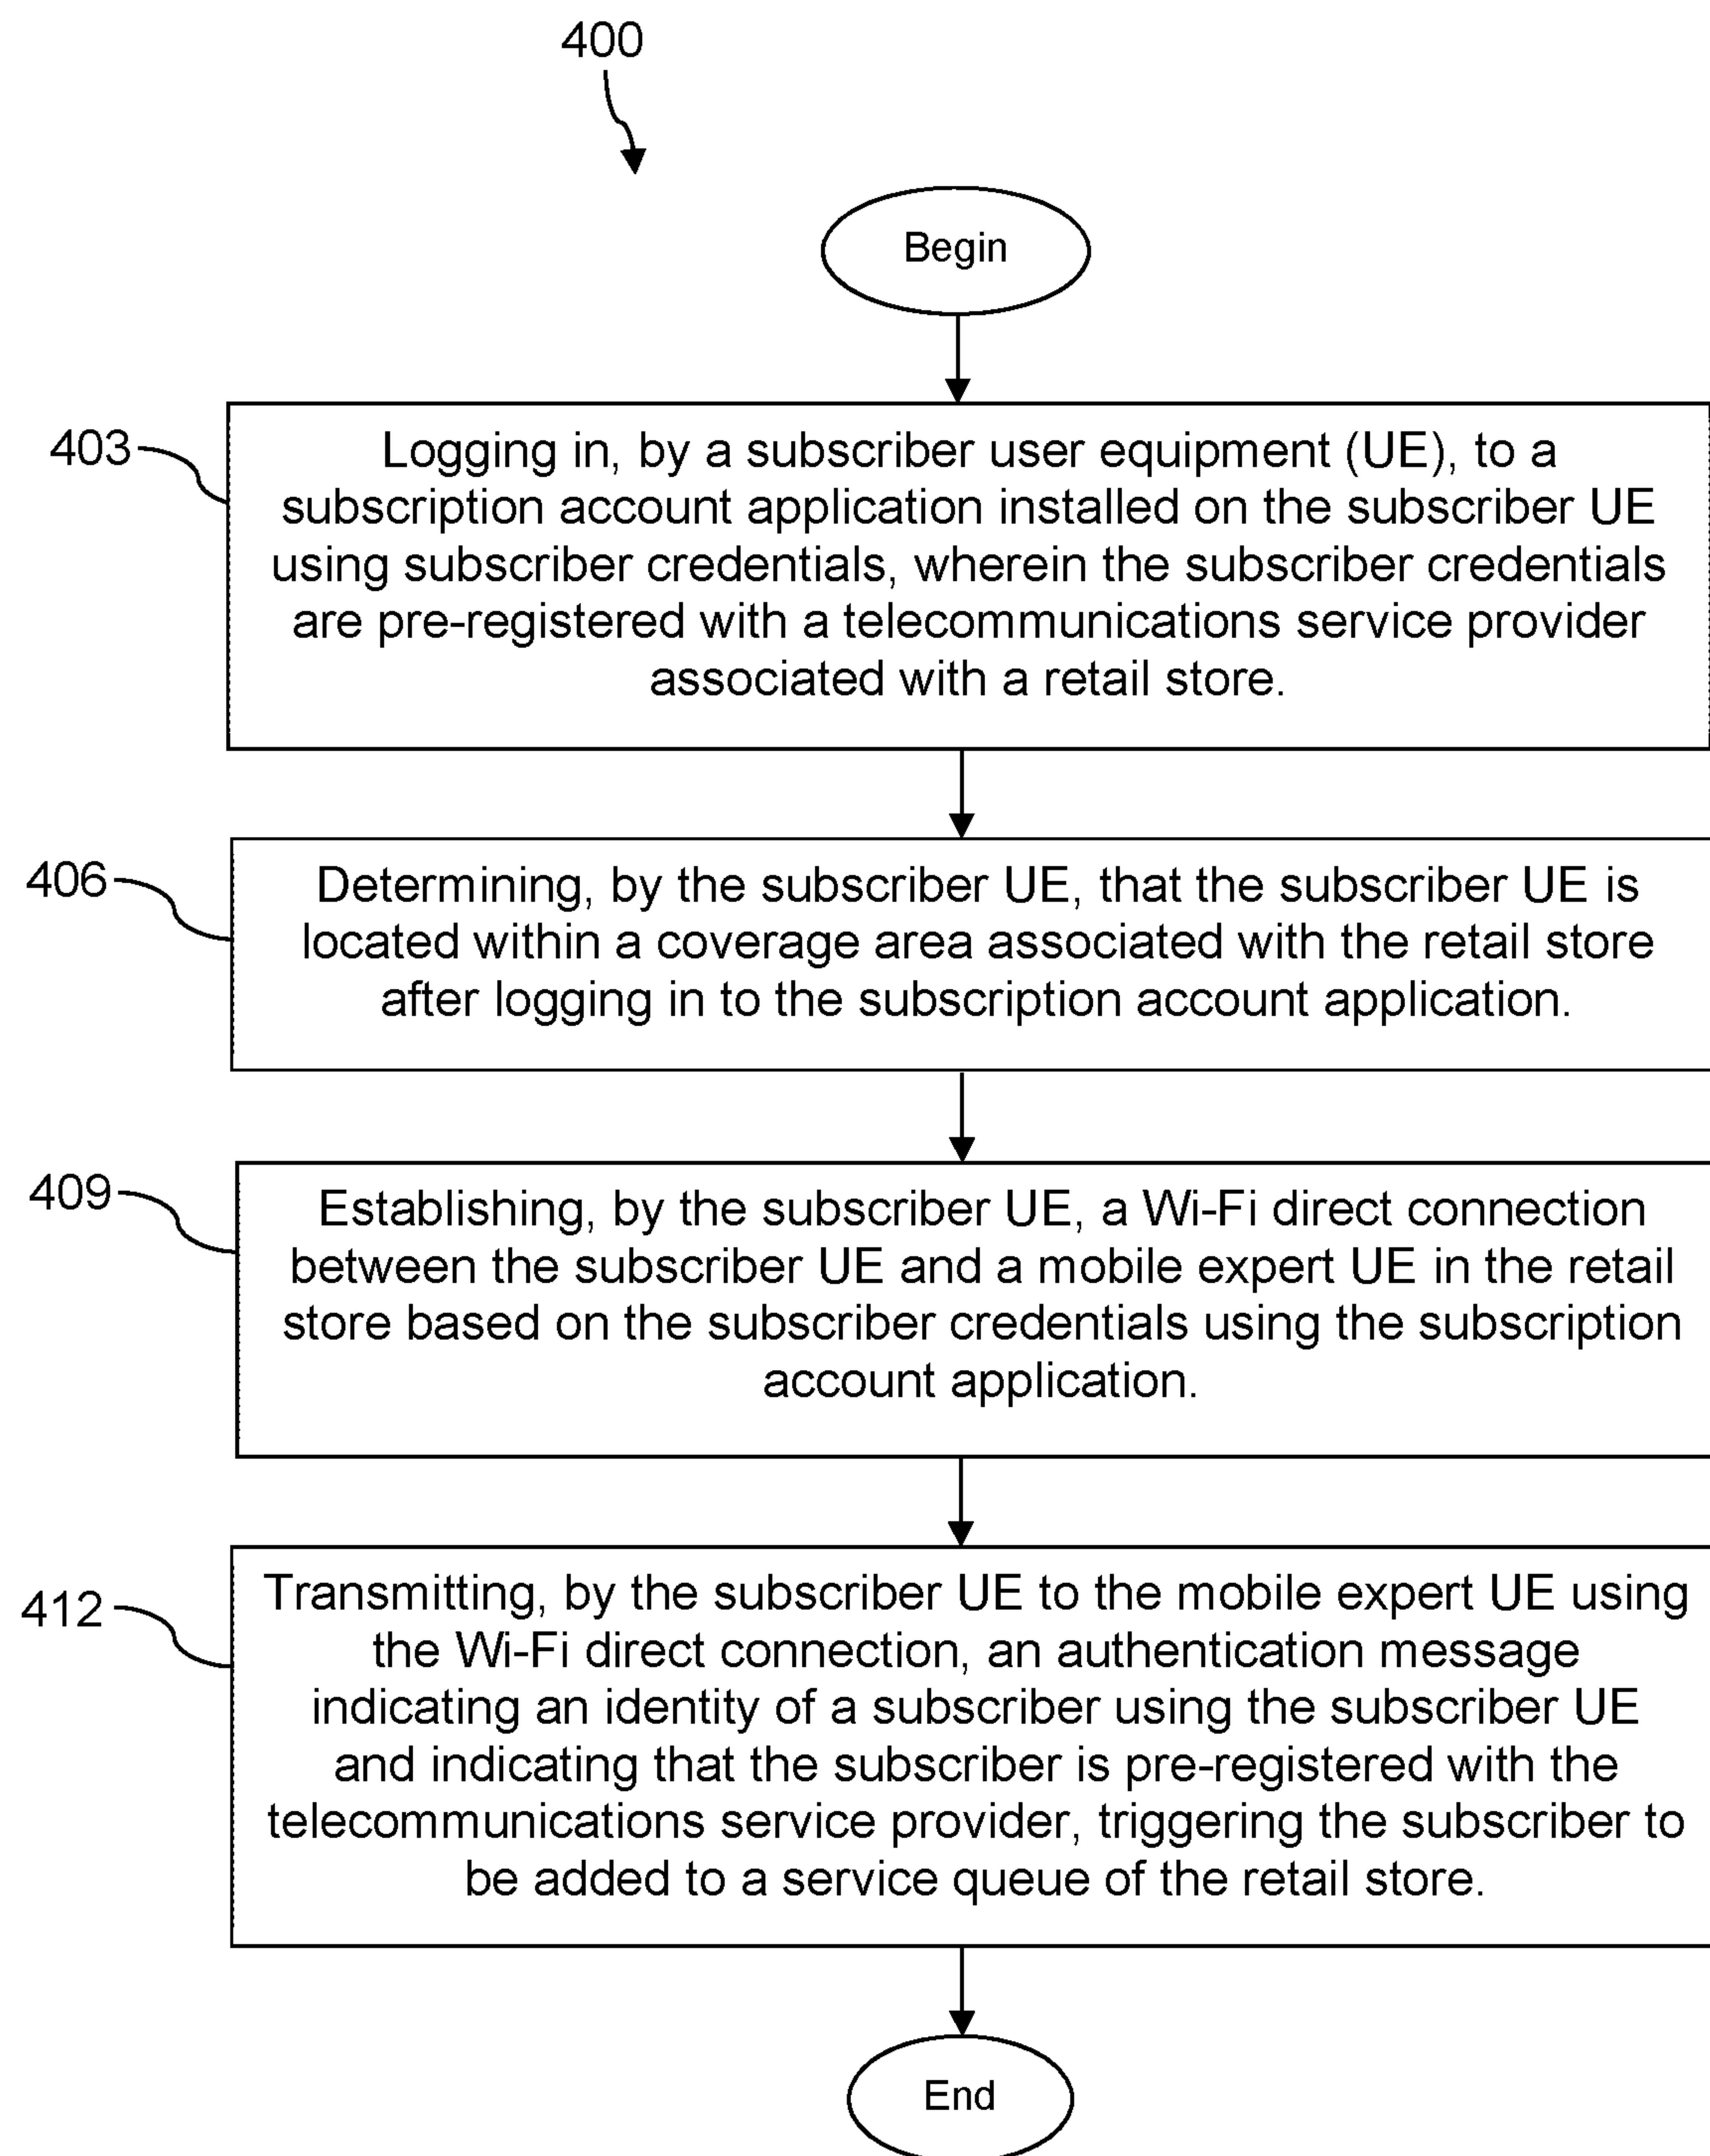 400
Begin
403
Logging in, by a subscriber user equipment (UE), to a
subscription account application installed on the subscriber UE
using subscriber credentials, wherein the subscriber credentials
are pre-registered with a telecommunications service provider
associated with a retail store.
406
Determining, by the subscriber UE, that the subscriber UE is
located within a coverage area associated with the retail store
after logging in to the subscription account application.
409
Establishing, by the subscriber UE, a Wi-Fi direct connection
between the subscriber UE and a mobile expert UE in the retail
store based on the subscriber credentials using the subscription
account application.
412
Transmitting, by the subscriber UE to the mobile expert UE using
the Wi-Fi direct connection, an authentication message
indicating an identity of a subscriber using the subscriber UE
and indicating that the subscriber is pre-registered with the
telecommunications service provider, triggering the subscriber to
be added to a service queue of the retail store.
End